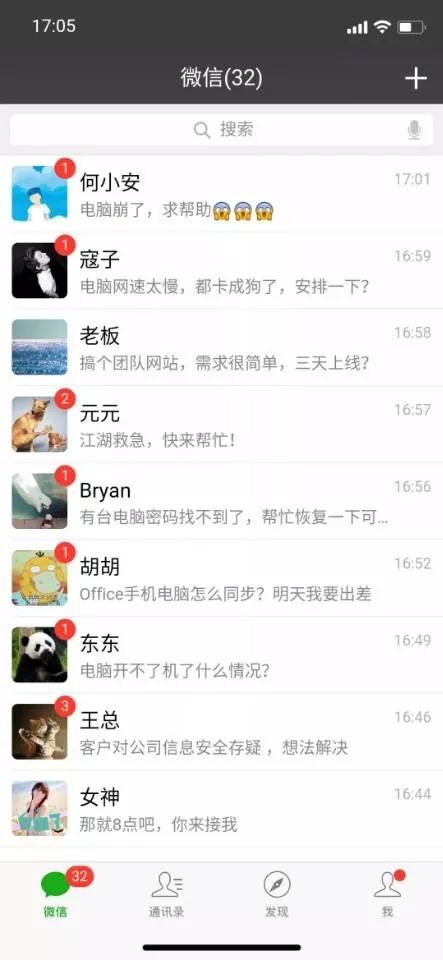 17:05
微信(32)
搜索
1
何小安
17:01
电脑崩了，求帮助😱😱😱
1
寇子
16:59
电脑网速太慢，都卡成狗了，安排一下?
老板
16:58
搞个团队网站，需求很简单，三天上线?
2
元元
16:57
江湖救急，快来帮忙！
1
Bryan
16:56
有台电脑密码找不到了，帮忙恢复一下可...
1
胡胡
16:52
Office手机电脑怎么同步？明天我要出差
1
东东
16:49
电脑开不了机了什么情况?
3
王总
16:46
客户对公司信息安全存疑 ，想法解决
女神
16:44
那就8点吧，你来接我
32
微信
通讯录
发现
我